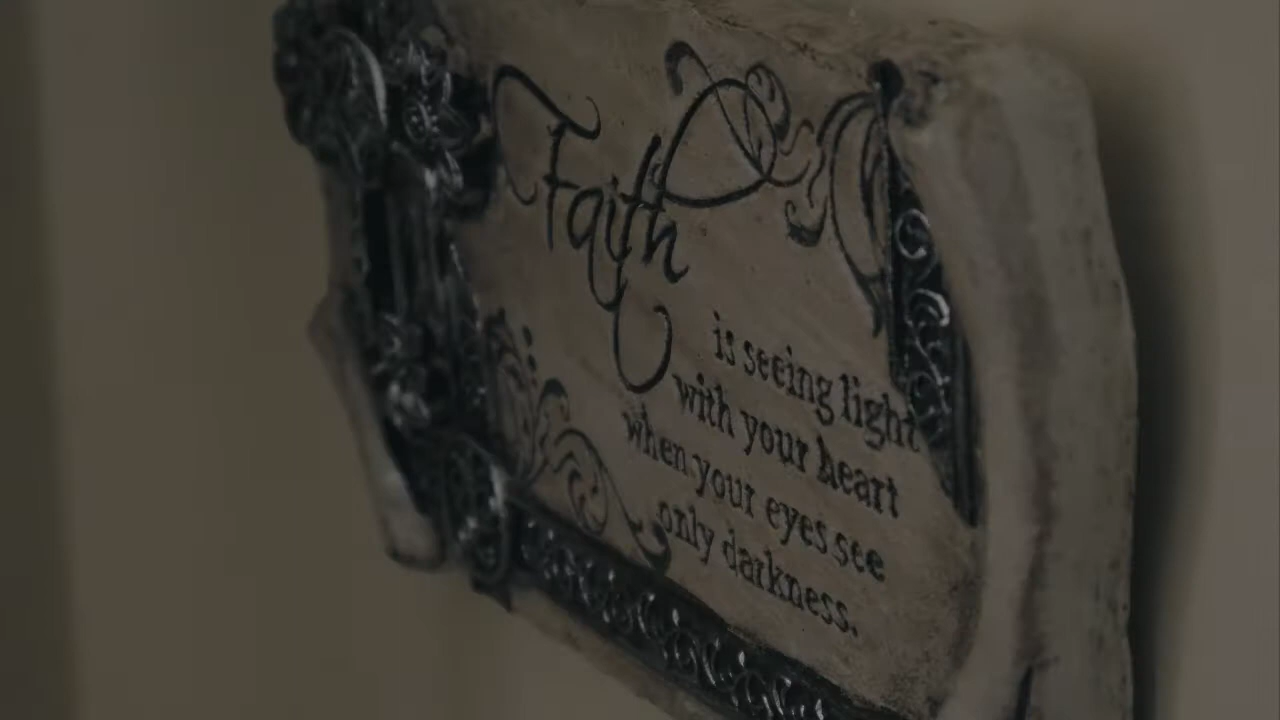 Faith
is seeing light
with your heart
when your eyes see
only darkness.